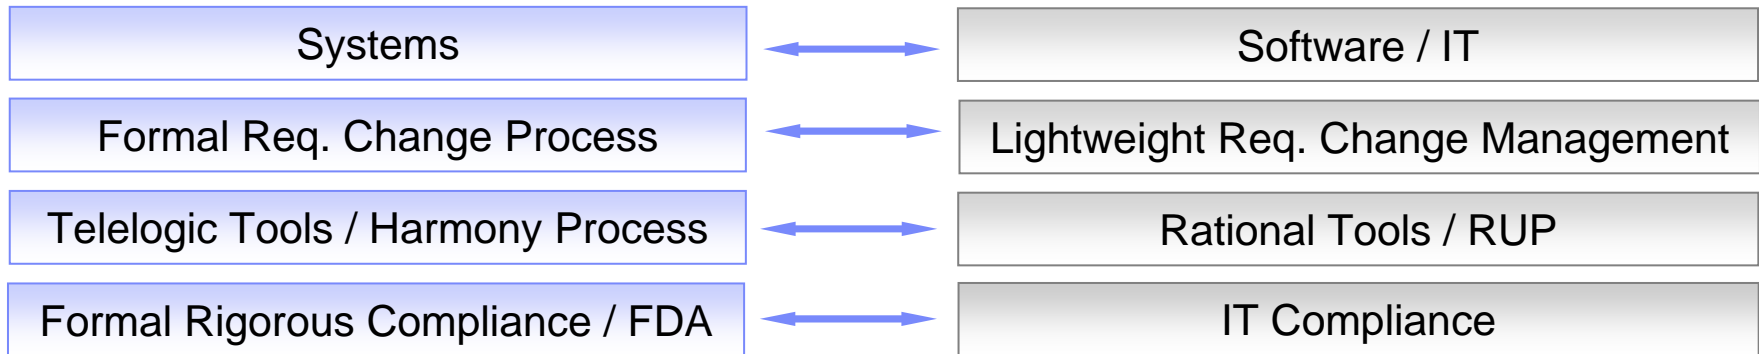 Systems
Software / IT
Formal Req. Change Process
Lightweight Req. Change Management
Telelogic Tools / Harmony Process
Rational Tools / RUP
Formal Rigorous Compliance / FDA
IT Compliance